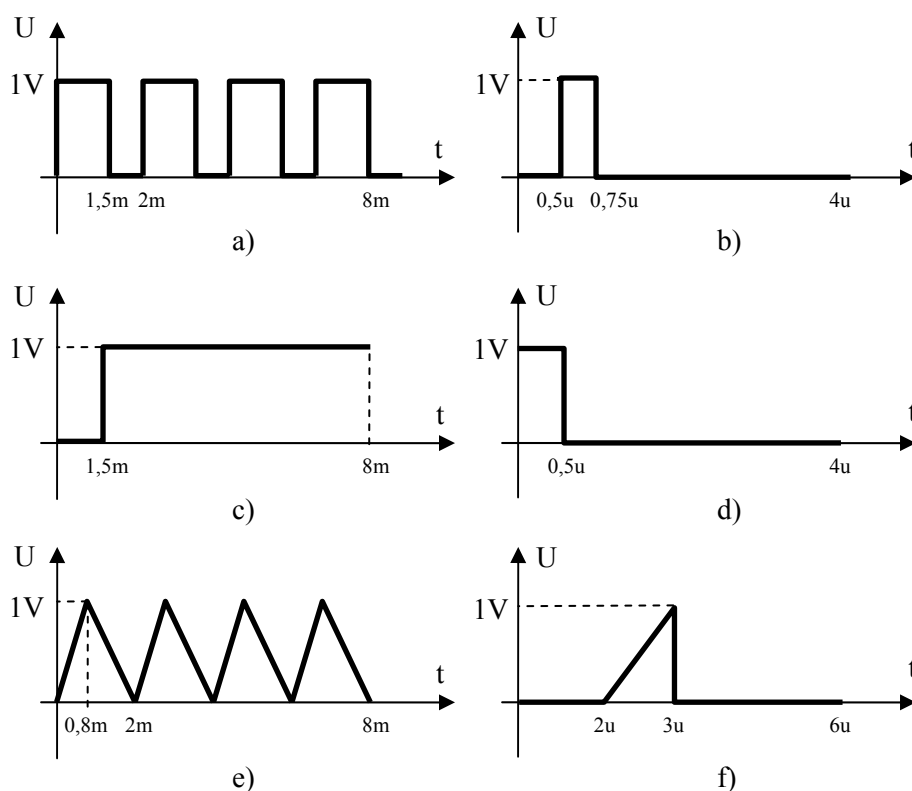 U U
1V 1V
t t
1,5m 2m 8m 0,5u 0,75u 4u
a) b)
U U
1V 1V
t t
1,5m 8m 0,5u 4u
c) d)
U U
1V 1V
t t
0,8m 2m 8m 2u 3u 6u
e) f)